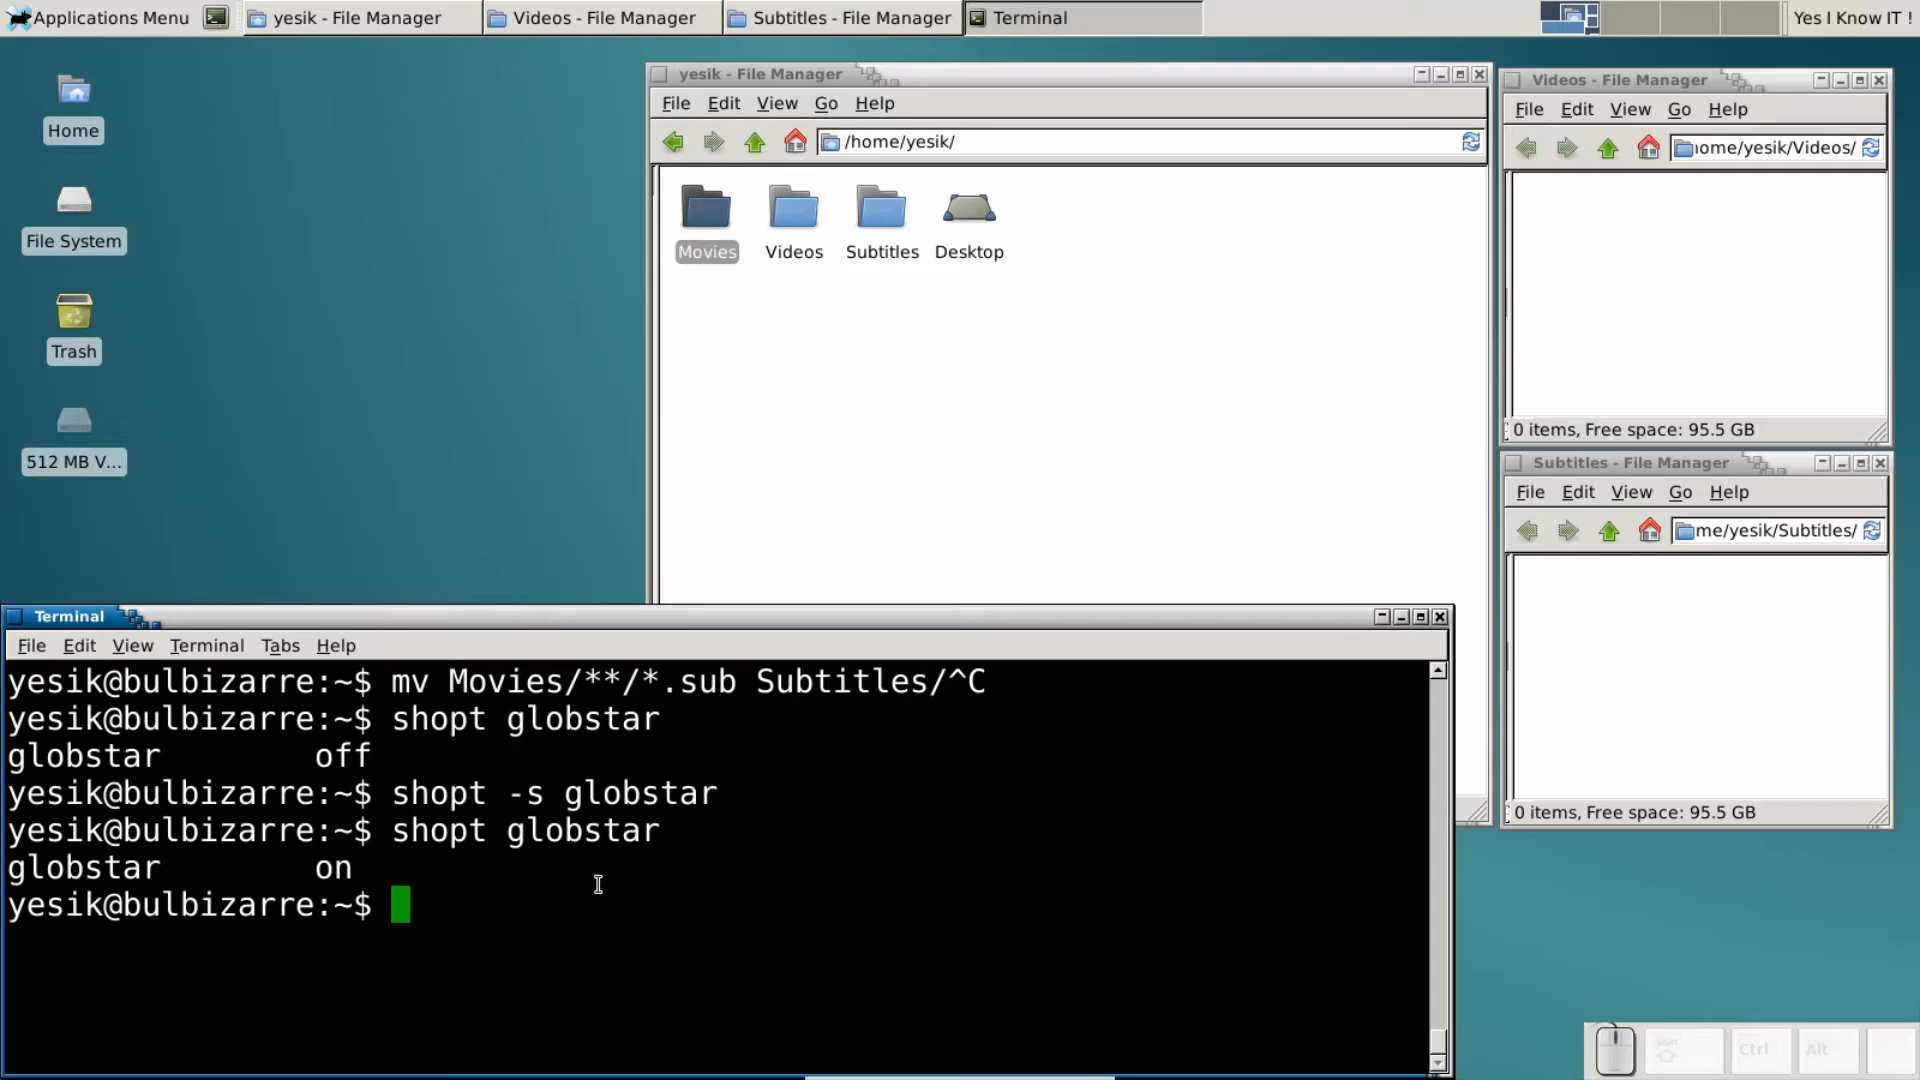 Applications Menu
yesik - File Manager
Videos - File Manager
Subtitles - File Manager
Terminal
Yes I Know IT !
Home
File System
Trash
512 MB V...
yesik - File Manager
File Edit View Go Help
/home/yesik/
Movies Videos Subtitles Desktop
Videos - File Manager
File Edit View Go Help
ome/yesik/Videos/
0 items, Free space: 95.5 GB
Subtitles - File Manager
File Edit View Go Help
me/yesik/Subtitles/
0 items, Free space: 95.5 GB
Terminal
File Edit View Terminal Tabs Help
yesik@bulbizarre:~$ mv Movies/**/*.sub Subtitles/^C
yesik@bulbizarre:~$ shopt globstar
globstar        off
yesik@bulbizarre:~$ shopt -s globstar
yesik@bulbizarre:~$ shopt globstar
globstar        on
yesik@bulbizarre:~$
Ctrl
Alt